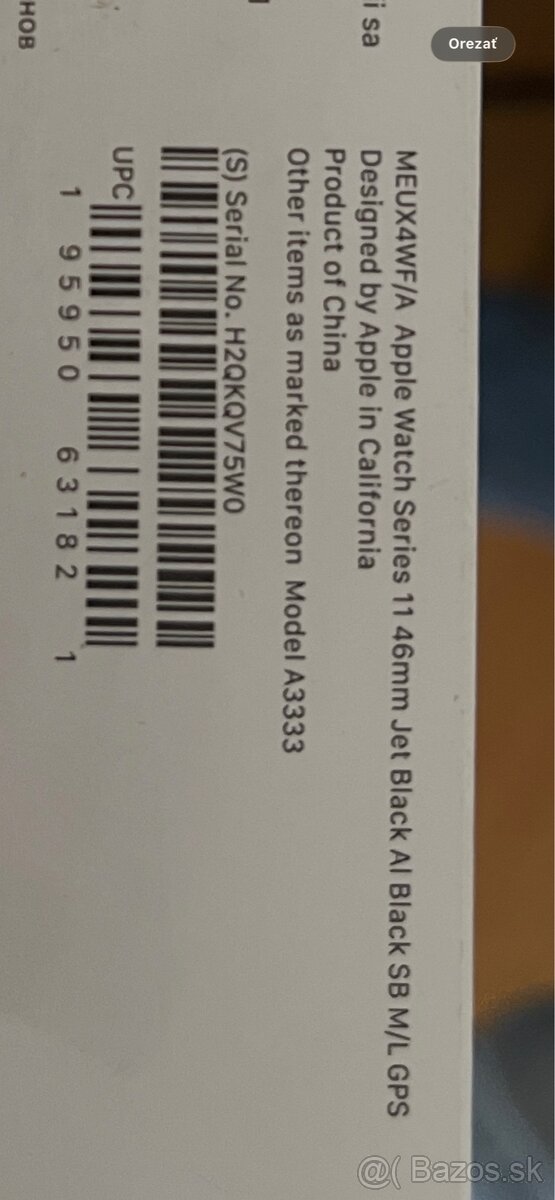 MEUX4WF/A Apple Watch Series 11 46mm Jet Black Al Black SB M/L GPS
Designed by Apple in California
Product of China
Other items as marked thereon Model A3333
(S) Serial No. H2QKQV75W0
UPC
1 95950 63182 1
i sa
HOB
Orezať
@( Bazos.sk